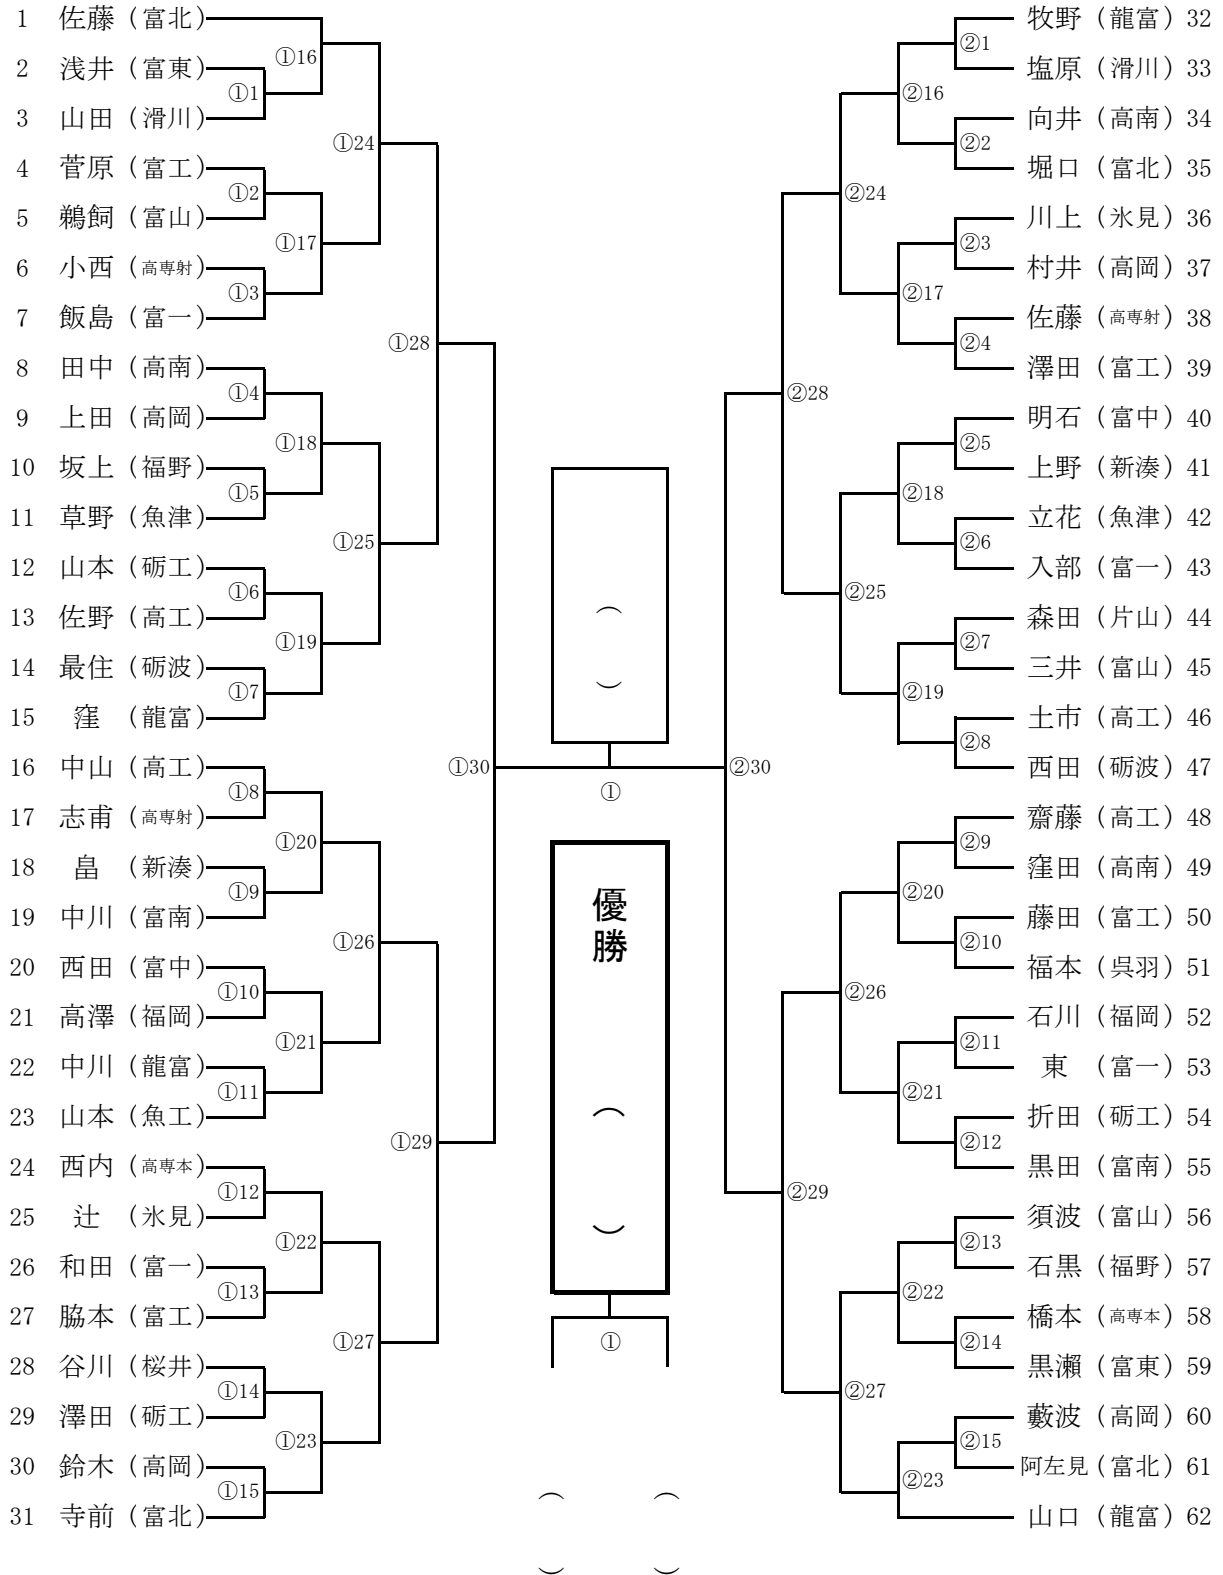 1 佐藤（富北）
2 浅井（富東）
3 山田（滑川）
4 菅原（富工）
5 鵜飼（富山）
6 小西（高専射）
7 飯島（富一）
8 田中（高南）
9 上田（高岡）
10 坂上（福野）
11 草野（魚津）
12 山本（砺工）
13 佐野（高工）
14 最住（砺波）
15 窪（龍富）
16 中山（高工）
17 志甫（高専射）
18 畠（新湊）
19 中川（富南）
20 西田（富中）
21 高澤（福岡）
22 中川（龍富）
23 山本（魚工）
24 西内（高専本）
25 辻（氷見）
26 和田（富一）
27 脇本（富工）
28 谷川（桜井）
29 澤田（砺工）
30 鈴木（高岡）
31 寺前（富北）
①1
①2
①3
①4
①5
①6
①7
①8
①9
①10
①11
①12
①13
①14
①15
①16
①17
①18
①19
①20
①21
①22
①23
①24
①25
①26
①27
①28
①29
①30
（ ）
①
優勝
（ ）
①
（ ）
（ ）
②30
②28
②29
②24
②25
②26
②27
②16
②17
②18
②19
②20
②21
②22
②23
②1
②2
②3
②4
②5
②6
②7
②8
②9
②10
②11
②12
②13
②14
②15
牧野（龍富）32
塩原（滑川）33
向井（高南）34
堀口（富北）35
川上（氷見）36
村井（高岡）37
佐藤（高専射）38
澤田（富工）39
明石（富中）40
上野（新湊）41
立花（魚津）42
入部（富一）43
森田（片山）44
三井（富山）45
土市（高工）46
西田（砺波）47
齋藤（高工）48
窪田（高南）49
藤田（富工）50
福本（呉羽）51
石川（福岡）52
東（富一）53
折田（砺工）54
黒田（富南）55
須波（富山）56
石黒（福野）57
橋本（高専本）58
黒瀬（富東）59
藪波（高岡）60
阿左見（富北）61
山口（龍富）62